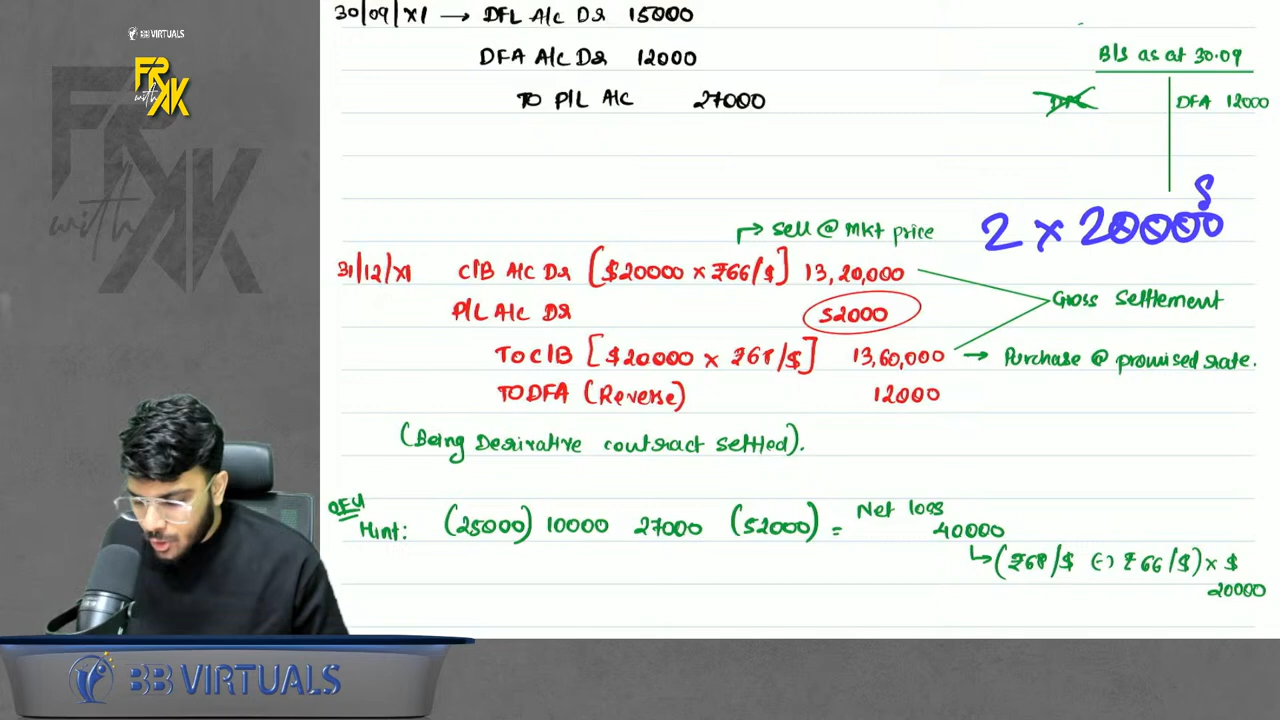 30/09/X1 → DFL A/c Dr 15000
BB VIRTUALS
FR with AK
DFA A/c Dr 12000
TO P/L A/c 27000
B/S as at 30.09
DFA 12000
FR with AK
2 × 20000 $
→ Sell @ Mkt price
31/12/X1 C/B A/c Dr [$20000 × ₹66/$] 13,20,000
P/L A/c Dr 52000
Gross Settlement
TO C/B [$20000 × ₹68/$] 13,60,000 → Purchase @ promised rate.
TO DFA (Reverse) 12000
(Being Derivative contract settled).
Hint: (25000) 10000 27000 (52000) = Net loss 40000
↳ (₹68/$ (-) ₹66/$) × $ 20000
BB VIRTUALS